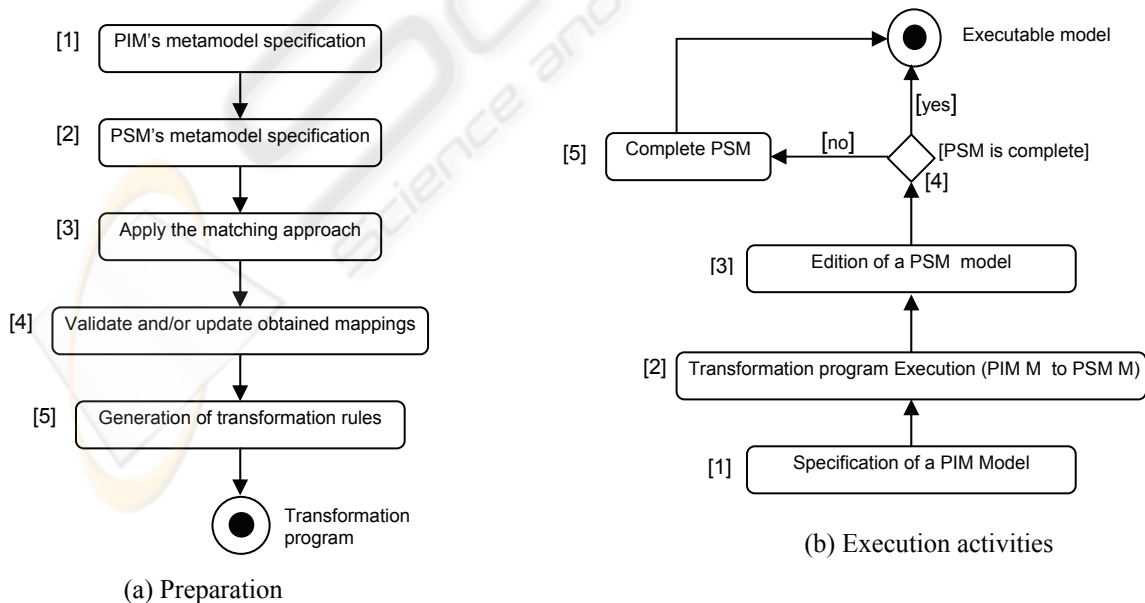 [1] PIM's metamodel specification
[2] PSM's metamodel specification
[3] Apply the matching approach
[4] Validate and/or update obtained mappings
[5] Generation of transformation rules
Transformation
program
(a) Preparation
Executable model
[yes]
[5] Complete PSM
[no]
[PSM is complete]
[4]
[3] Edition of a PSM model
[2] Transformation program Execution (PIM M to PSM M)
[1] Specification of a PIM Model
(b) Execution activities
Science and